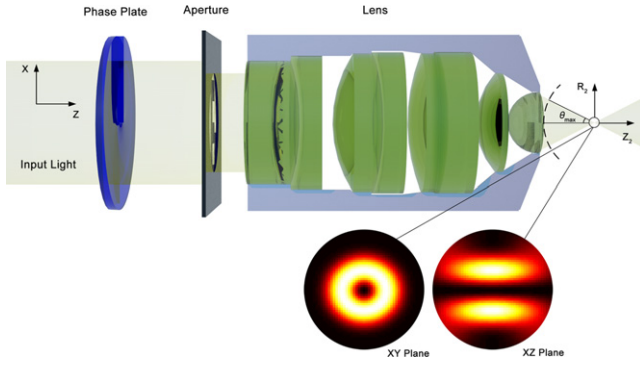 Phase Plate
Aperture
Lens
X
Z
Input Light
R₂
θmax
Z₂
XY Plane
XZ Plane